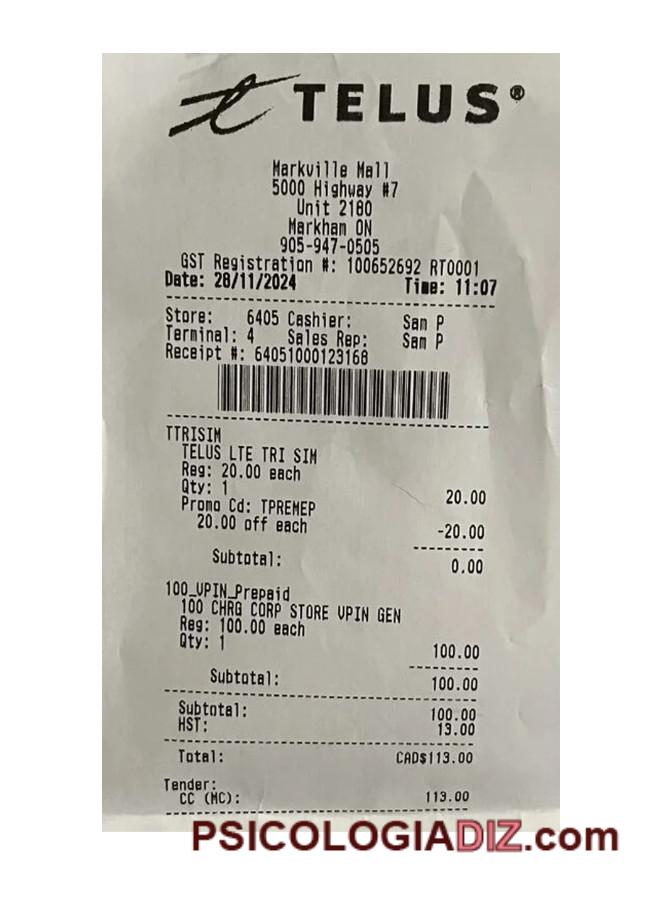 TELUS®
Markville Mall
5000 Highway #7
Unit 2180
Markham ON
905-947-0505
GST Registration #: 100652692 RT0001
Date: 28/11/2024 Time: 11:07
Store: 6405 Cashier: Sam P
Terminal: 4 Sales Rep: Sam P
Receipt #: 64051000123168
TTRISIM
TELUS LTE TRI SIM
Reg: 20.00 each
Qty: 1 20.00
Promo Cd: TPREMEP
20.00 off each -20.00
Subtotal: 0.00
100_VPIN_Prepaid
100 CHRG CORP STORE VPIN GEN
Reg: 100.00 each
Qty: 1 100.00
Subtotal: 100.00
Subtotal: 100.00
HST: 13.00
Total: CAD$113.00
Tender:
CC (MC): 113.00
PSICOLOGIADIZ.com